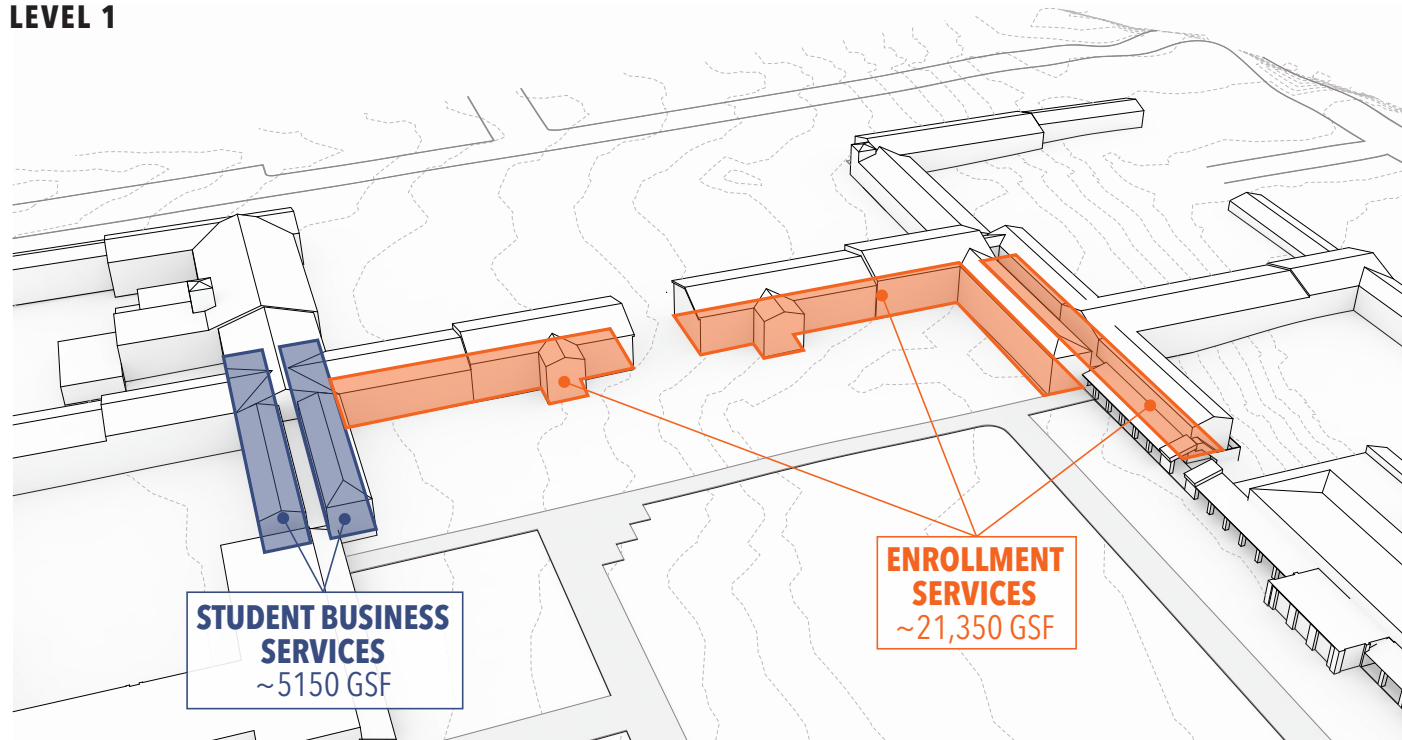 LEVEL 1
STUDENT BUSINESS
SERVICES
~5150 GSF
ENROLLMENT
SERVICES
~21,350 GSF